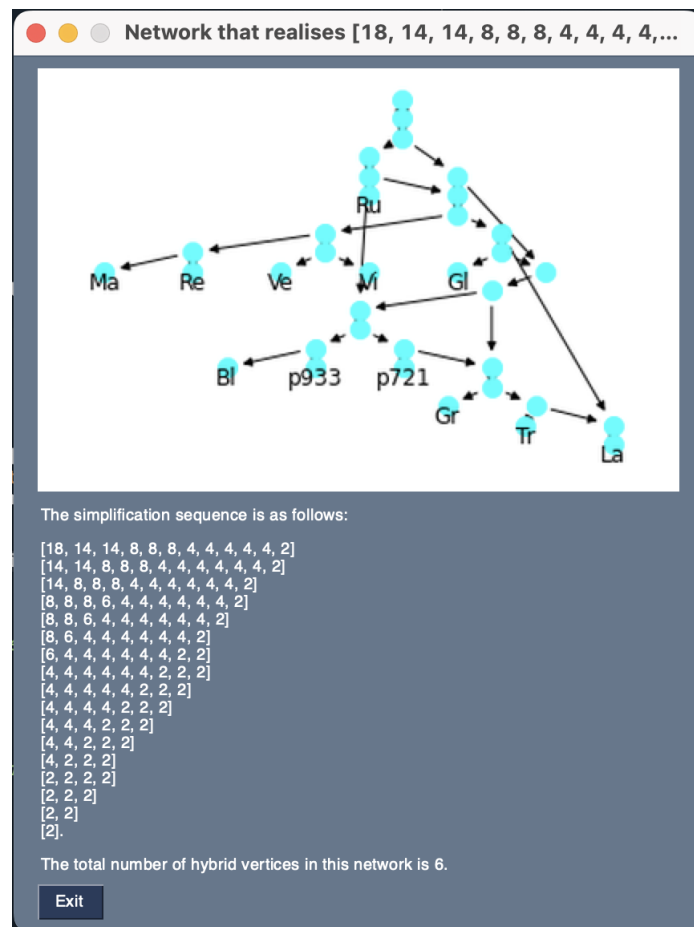 Network that realises [18, 14, 14, 8, 8, 8, 4, 4, 4, 4,...
Ru
Ma Re Ve Vi Gl
Bl p933 p721
Gr Tr La
The simplification sequence is as follows:
[18, 14, 14, 8, 8, 8, 4, 4, 4, 4, 4, 2]
[14, 14, 8, 8, 8, 4, 4, 4, 4, 4, 4, 2]
[14, 8, 8, 8, 4, 4, 4, 4, 4, 4, 2]
[8, 8, 8, 6, 4, 4, 4, 4, 4, 4, 2]
[8, 8, 6, 4, 4, 4, 4, 4, 4, 2]
[8, 6, 4, 4, 4, 4, 4, 4, 2]
[6, 4, 4, 4, 4, 4, 4, 2, 2]
[4, 4, 4, 4, 4, 4, 2, 2, 2]
[4, 4, 4, 4, 4, 2, 2, 2]
[4, 4, 4, 4, 2, 2, 2]
[4, 4, 4, 2, 2, 2]
[4, 4, 2, 2, 2]
[4, 2, 2, 2]
[2, 2, 2, 2]
[2, 2, 2]
[2, 2]
[2].
The total number of hybrid vertices in this network is 6.
Exit